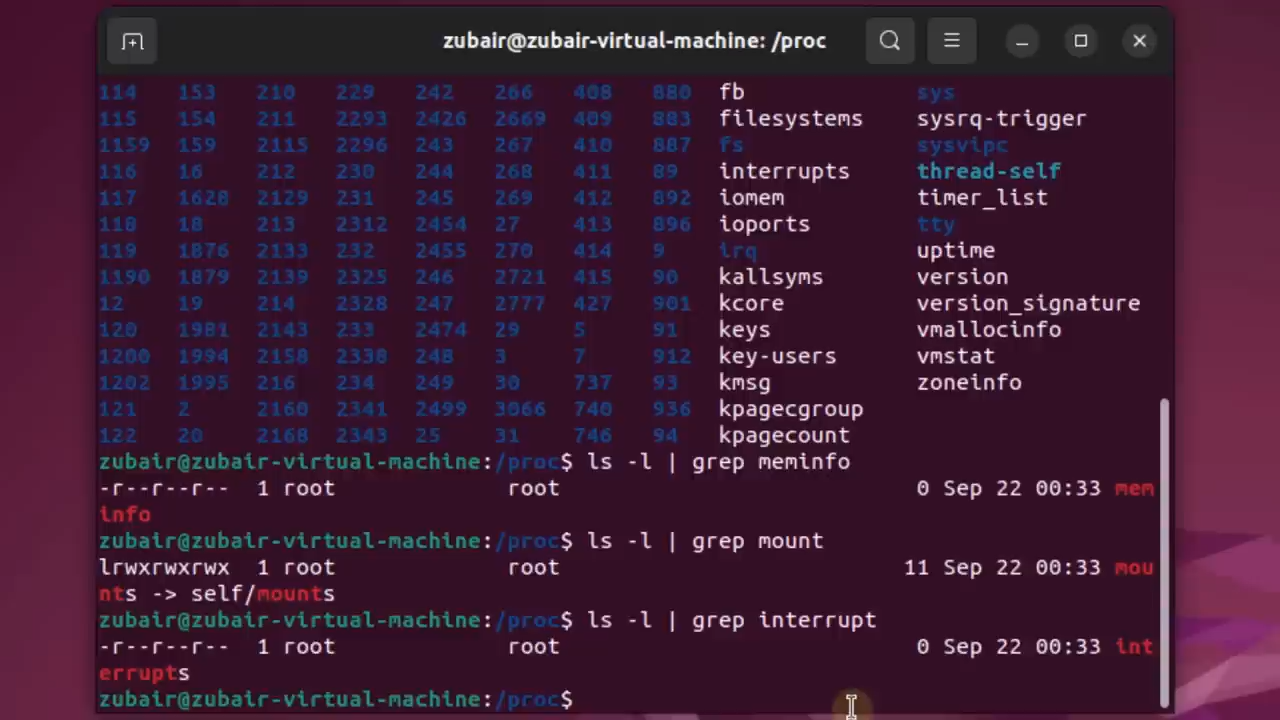 zubair@zubair-virtual-machine: /proc
114 153 210 229 242 266 408 880 fb sys
115 154 211 2293 2426 2669 409 883 filesystems sysrq-trigger
1159 159 2115 2296 243 267 410 887 fs sysvipc
116 16 212 230 244 268 411 89 interrupts thread-self
117 1628 2129 231 245 269 412 892 iomem timer_list
118 18 213 2312 2454 27 413 896 ioports tty
119 1876 2133 232 2455 270 414 9 irq uptime
1190 1879 2139 2325 246 2721 415 90 kallsyms version
12 19 214 2328 247 2777 427 901 kcore version_signature
120 1981 2143 233 2474 29 5 91 keys vmallocinfo
1200 1994 2158 2338 248 3 7 912 key-users vmstat
1202 1995 216 234 249 30 737 93 kmsg zoneinfo
121 2 2160 2341 2499 3066 740 936 kpagecgroup
122 20 2168 2343 25 31 746 94 kpagecount
zubair@zubair-virtual-machine:/proc$ ls -l | grep meminfo
-r--r--r-- 1 root root 0 Sep 22 00:33 mem
info
zubair@zubair-virtual-machine:/proc$ ls -l | grep mount
lrwxrwxrwx 1 root root 11 Sep 22 00:33 mou
nts -> self/mounts
zubair@zubair-virtual-machine:/proc$ ls -l | grep interrupt
-r--r--r-- 1 root root 0 Sep 22 00:33 int
errupts
zubair@zubair-virtual-machine:/proc$